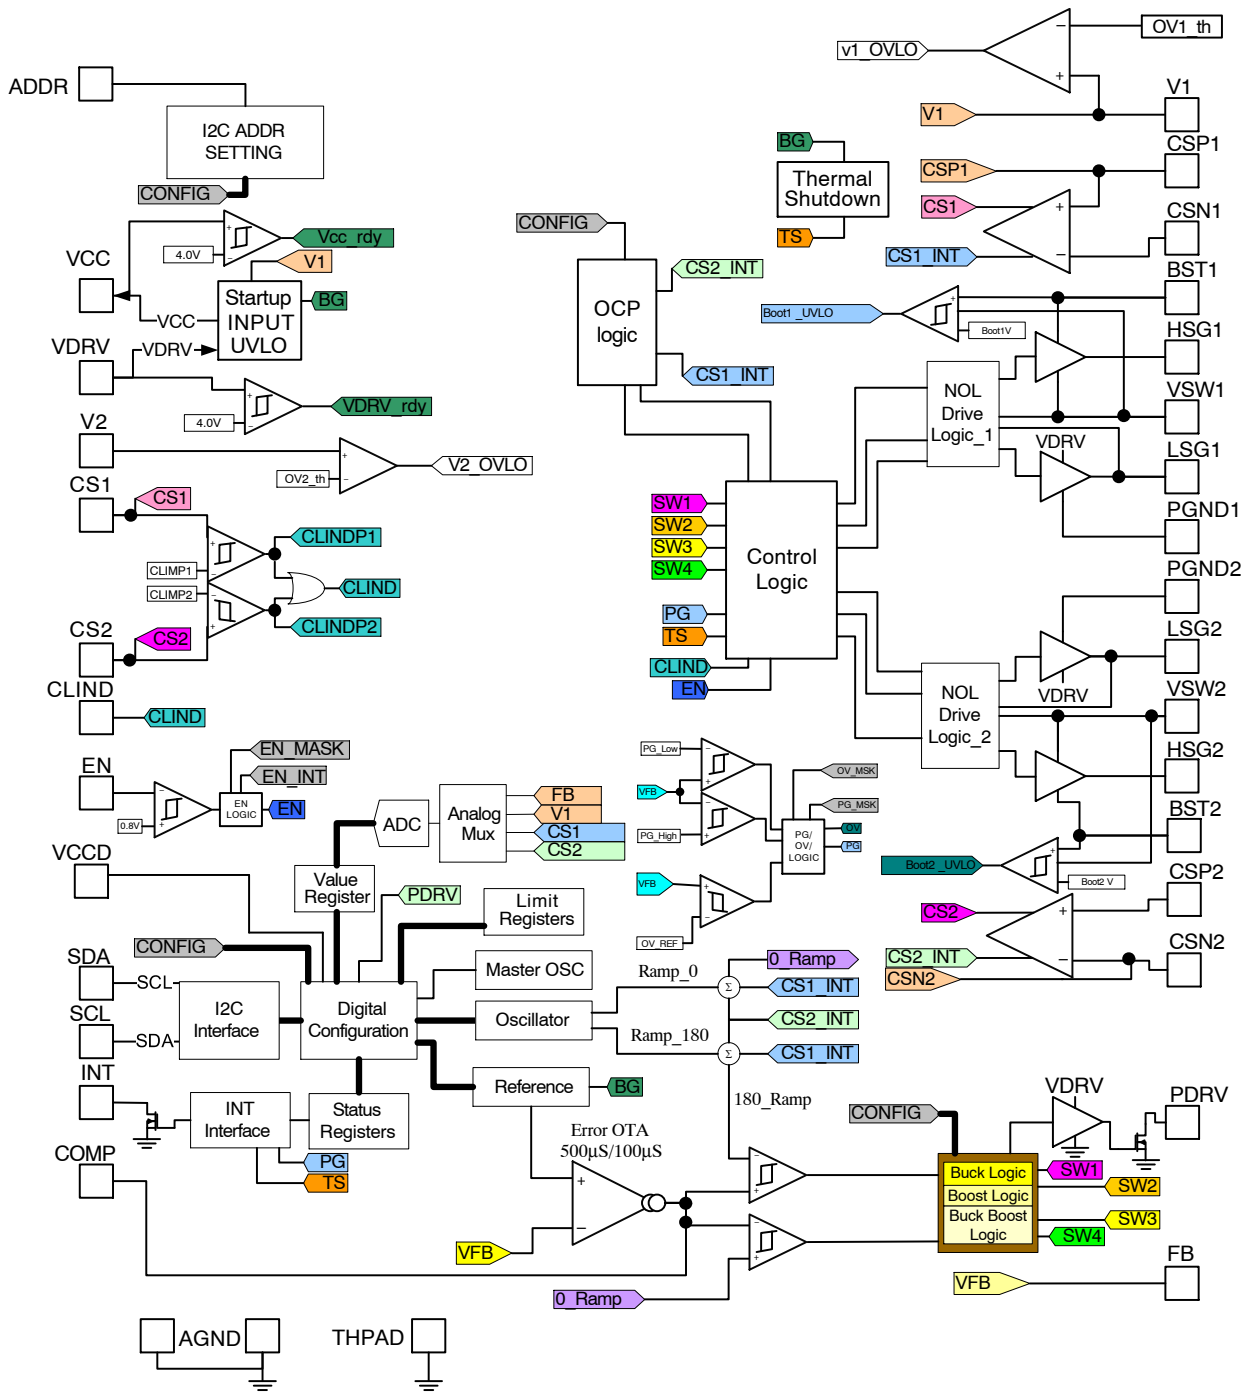 OV1_th
v1_OVLO
−
+
V1
V1
ADDR
I2C ADDR
SETTING
CONFIG
BG
Thermal
Shutdown
TS
CSP1
CSP1
CS1
+
−
CS1_INT
CSN1
VCC
+
−
4.0V
Vcc_rdy
V1
Startup
INPUT
UVLO
BG
VCC
VDRV
VDRV
+
−
4.0V
VDRV_rdy
CONFIG
OCP
logic
CS2_INT
CS1_INT
BST1
Boot1 _UVLO
+
−
Boot1V
HSG1
VSW1
NOL
Drive
Logic_1
VDRV
LSG1
PGND1
V2
+
−
OV2_th
V2_OVLO
CS1
CS1
+
−
CLIMP1
CLIMP2
−
+
CLINDP1
CLIND
CLINDP2
CS2
CS2
CLIND
CLIND
SW1
SW2
SW3
SW4
PG
TS
CLIND
EN
Control
Logic
PGND2
LSG2
VDRV
NOL
Drive
Logic_2
VSW2
HSG2
BST2
Boot2 _UVLO
+
−
Boot2 V
EN
−
+
0.8V
EN_MASK
EN_INT
EN
LOGIC
EN
PG_Low
−
+
VFB
−
+
PG_High
OV_MSK
PG_MSK
PG/
OV/
LOGIC
OV
PG
VFB
+
−
OV_REF
CSP2
CS2
+
−
CS2_INT
CSN2
CSN2
ADC
Analog
Mux
FB
V1
CS1
CS2
VCCD
Value
Register
PDRV
Limit
Registers
CONFIG
Master OSC
SDA
SCL
I2C
Interface
SCL
SDA
Digital
Configuration
Oscillator
Ramp_0
Ramp_180
Σ
Σ
0_Ramp
CS1_INT
CS2_INT
CS1_INT
180_Ramp
Reference
BG
INT
INT
Interface
Status
Registers
PG
TS
COMP
Error OTA
500µS/100µS
+
−
VFB
−
+
−
+
0_Ramp
CONFIG
VDRV
PDRV
Buck Logic
Boost Logic
Buck Boost
Logic
SW1
SW2
SW3
SW4
VFB
FB
AGND
THPAD